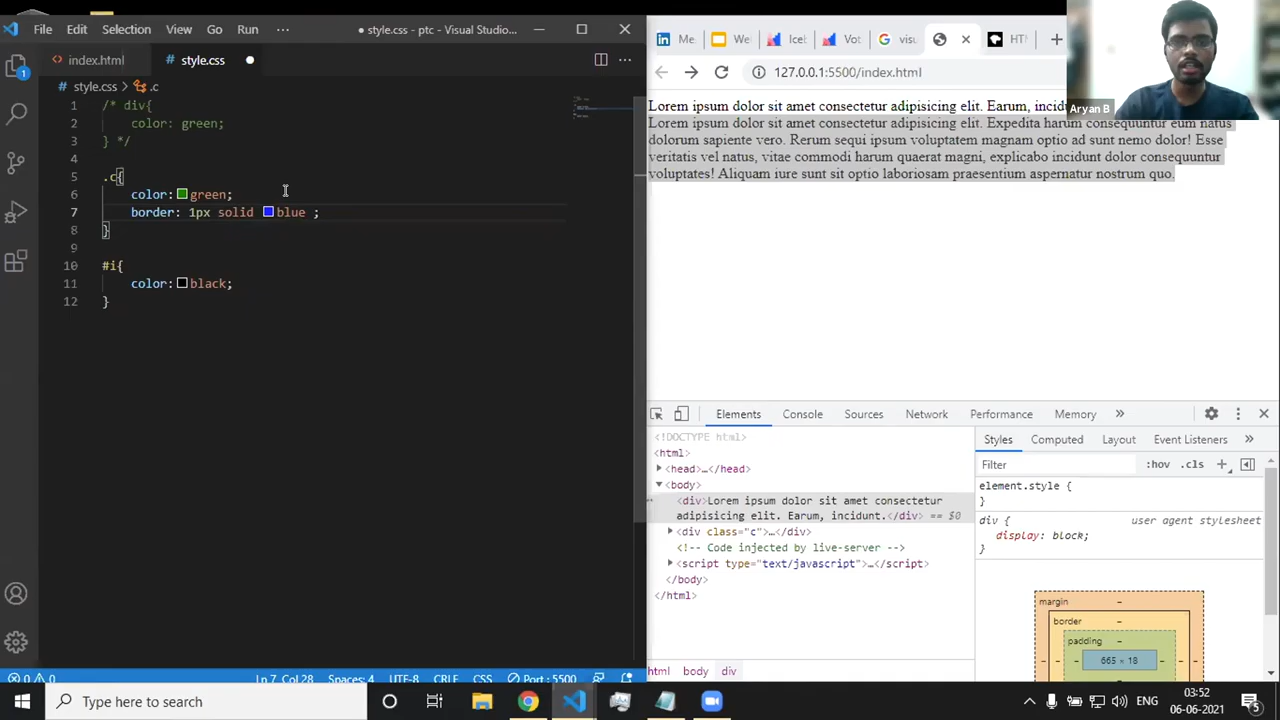 File Edit Selection View Go Run ··· ● style.css - ptc - Visual Studio...
<> index.html # style.css ●
# style.css > .c
1 /* div{
2 color: green;
3 } */
4
5 .c{
6 color: green;
7 border: 1px solid blue ;
8 }
9
10 #i{
11 color: black;
12 }
1
Ln 7, Col 28 Spaces: 4 UTF-8 CRLF CSS Port : 5500
0 0
Me We Icel Vot visu HTM
127.0.0.1:5500/index.html
Aryan B
Lorem ipsum dolor sit amet consectetur adipisicing elit. Earum, incid
Lorem ipsum dolor sit amet consectetur adipisicing elit. Expedita harum consequuntur eum natus
dolorum sapiente vero. Rerum sequi ipsum voluptatem magnam optio ad sunt nemo dolor! Esse
veritatis vel natus, vitae commodi harum quaerat magni, explicabo incidunt dolor consequuntur
voluptates! Aliquam iure sunt sit optio laboriosam praesentium aspernatur nostrum quo.
Elements Console Sources Network Performance Memory »
<!DOCTYPE html>
<html>
<head>…</head>
<body>
<div>Lorem ipsum dolor sit amet consectetur
adipisicing elit. Earum, incidunt.</div> == $0
<div class="c">…</div>
<!-- Code injected by live-server -->
<script type="text/javascript">…</script>
</body>
</html>
html body div
Styles Computed Layout Event Listeners »
Filter :hov .cls +
element.style {
}
div { user agent stylesheet
display: block;
}
margin –
border –
padding –
665 × 18
Type here to search
ENG 03:52
06-06-2021
5